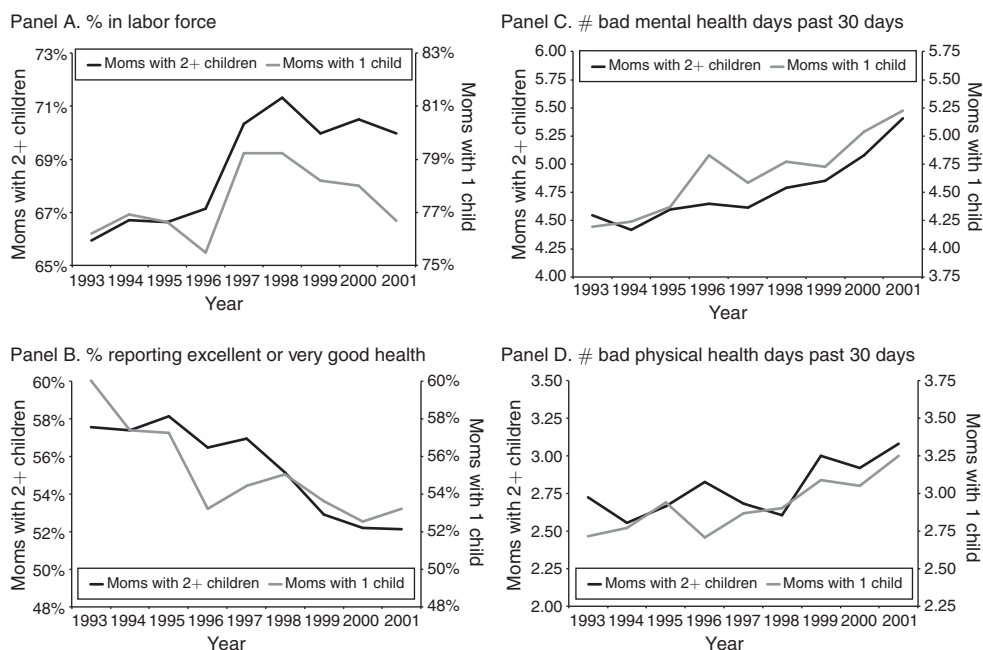 Panel A. % in labor force
73%
71%
69%
67%
65%
Moms with 2+ children
Moms with 2+ children
Moms with 1 child
83%
81%
79%
77%
75%
Moms with 1 child
1993 1994 1995 1996 1997 1998 1999 2000 2001
Year
Panel C. # bad mental health days past 30 days
6.00
5.75
5.50
5.25
5.00
4.75
4.50
4.25
4.00
Moms with 2+ children
Moms with 2+ children
Moms with 1 child
5.75
5.50
5.25
5.00
4.75
4.50
4.25
4.00
3.75
Moms with 1 child
1993 1994 1995 1996 1997 1998 1999 2000 2001
Year
Panel B. % reporting excellent or very good health
60%
58%
56%
54%
52%
50%
48%
Moms with 2+ children
Moms with 2+ children
Moms with 1 child
60%
58%
56%
54%
52%
50%
48%
Moms with 1 child
1993 1994 1995 1996 1997 1998 1999 2000 2001
Year
Panel D. # bad physical health days past 30 days
3.50
3.25
3.00
2.75
2.50
2.25
2.00
Moms with 2+ children
Moms with 2+ children
Moms with 1 child
3.75
3.50
3.25
3.00
2.75
2.50
2.25
Moms with 1 child
1993 1994 1995 1996 1997 1998 1999 2000 2001
Year